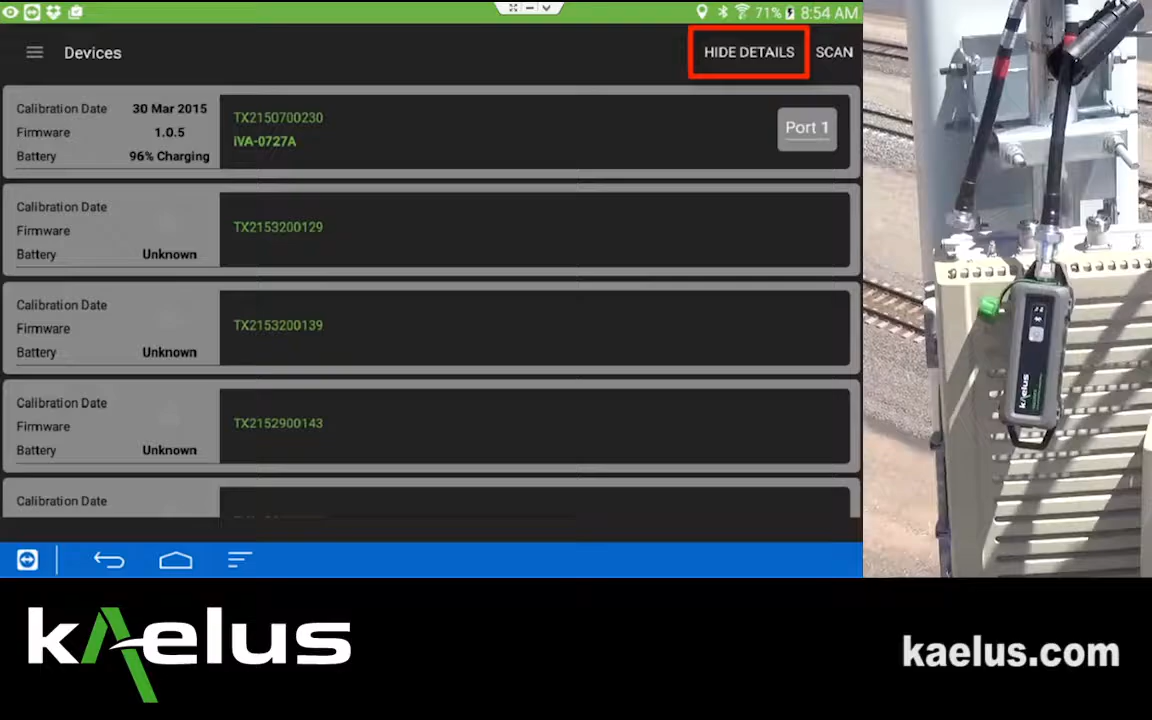 71% 8:54 AM
Devices
HIDE DETAILS
SCAN
Calibration Date 30 Mar 2015
Firmware 1.0.5
Battery 96% Charging
TX2150700230
iVA-0727A
Port 1
Calibration Date
Firmware
Battery Unknown
TX2153200129
Calibration Date
Firmware
Battery Unknown
TX2153200139
Calibration Date
Firmware
Battery Unknown
TX2152900143
Calibration Date
kaelus
kaelus
kaelus.com